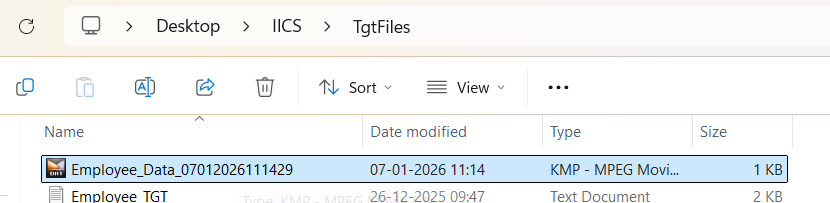 Desktop > IICS > TgtFiles
Sort View ...
Name Date modified Type Size
DAT Employee_Data_07012026111429 07-01-2026 11:14 KMP - MPEG Movi... 1 KB
Employee_TGT 26-12-2025 09:47 Text Document 2 KB